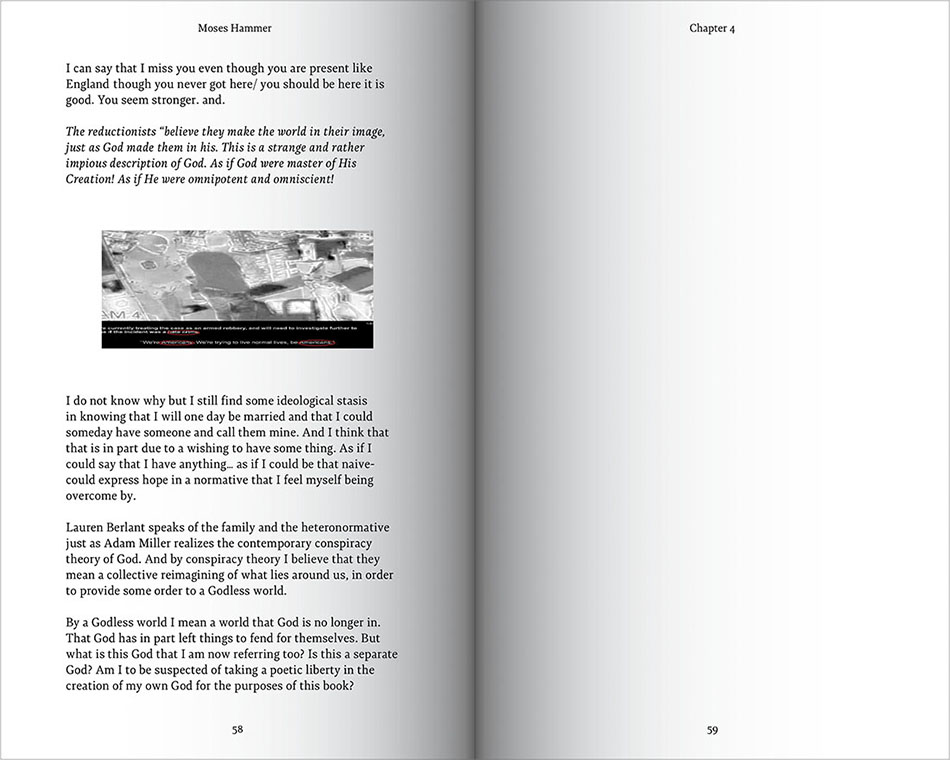 Moses Hammer
I can say that I miss you even though you are present like
England though you never got here/ you should be here it is
good. You seem stronger. and.
The reductionists “believe they make the world in their image,
just as God made them in his. This is a strange and rather
impious description of God. As if God were master of His
Creation! As if He were omnipotent and omniscient!
AM 4
e currently treating the case as an armed robbery, and will need to investigate further to
s if the incident was a hate crime.
"We're Americans. We're trying to live normal lives, be Americans."
I do not know why but I still find some ideological stasis
in knowing that I will one day be married and that I could
someday have someone and call them mine. And I think that
that is in part due to a wishing to have some thing. As if I
could say that I have anything… as if I could be that naive-
could express hope in a normative that I feel myself being
overcome by.
Lauren Berlant speaks of the family and the heteronormative
just as Adam Miller realizes the contemporary conspiracy
theory of God. And by conspiracy theory I believe that they
mean a collective reimagining of what lies around us, in order
to provide some order to a Godless world.
By a Godless world I mean a world that God is no longer in.
That God has in part left things to fend for themselves. But
what is this God that I am now referring too? Is this a separate
God? Am I to be suspected of taking a poetic liberty in the
creation of my own God for the purposes of this book?
58
Chapter 4
59